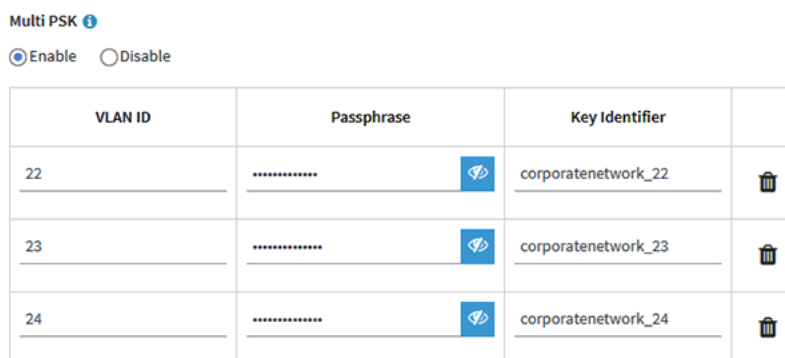 Multi PSK
Enable Disable
VLAN ID Passphrase Key Identifier
22 ••••••••••••• corporatenetwork_22
23 •••••••••••••• corporatenetwork_23
24 •••••••••••••• corporatenetwork_24